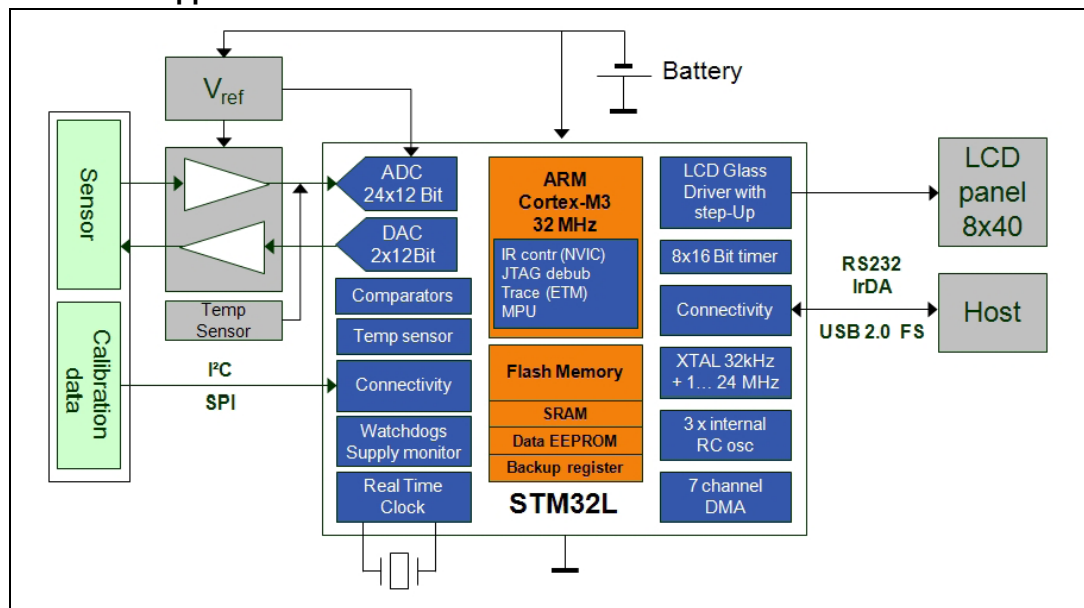 Battery
V ref
Sensor
Calibration
data
Temp
Sensor
I²C
SPI
ADC
24x12 Bit
DAC
2x12Bit
Comparators
Temp sensor
Connectivity
Watchdogs
Supply monitor
Real Time
Clock
ARM
Cortex-M3
32 MHz
IR contr (NVIC)
JTAG debub
Trace (ETM)
MPU
Flash Memory
SRAM
Data EEPROM
Backup register
STM32L
LCD Glass
Driver with
step-Up
8x16 Bit timer
Connectivity
XTAL 32kHz
+ 1... 24 MHz
3 x internal
RC osc
7 channel
DMA
RS232
IrDA
USB 2.0 FS
LCD
panel
8x40
Host